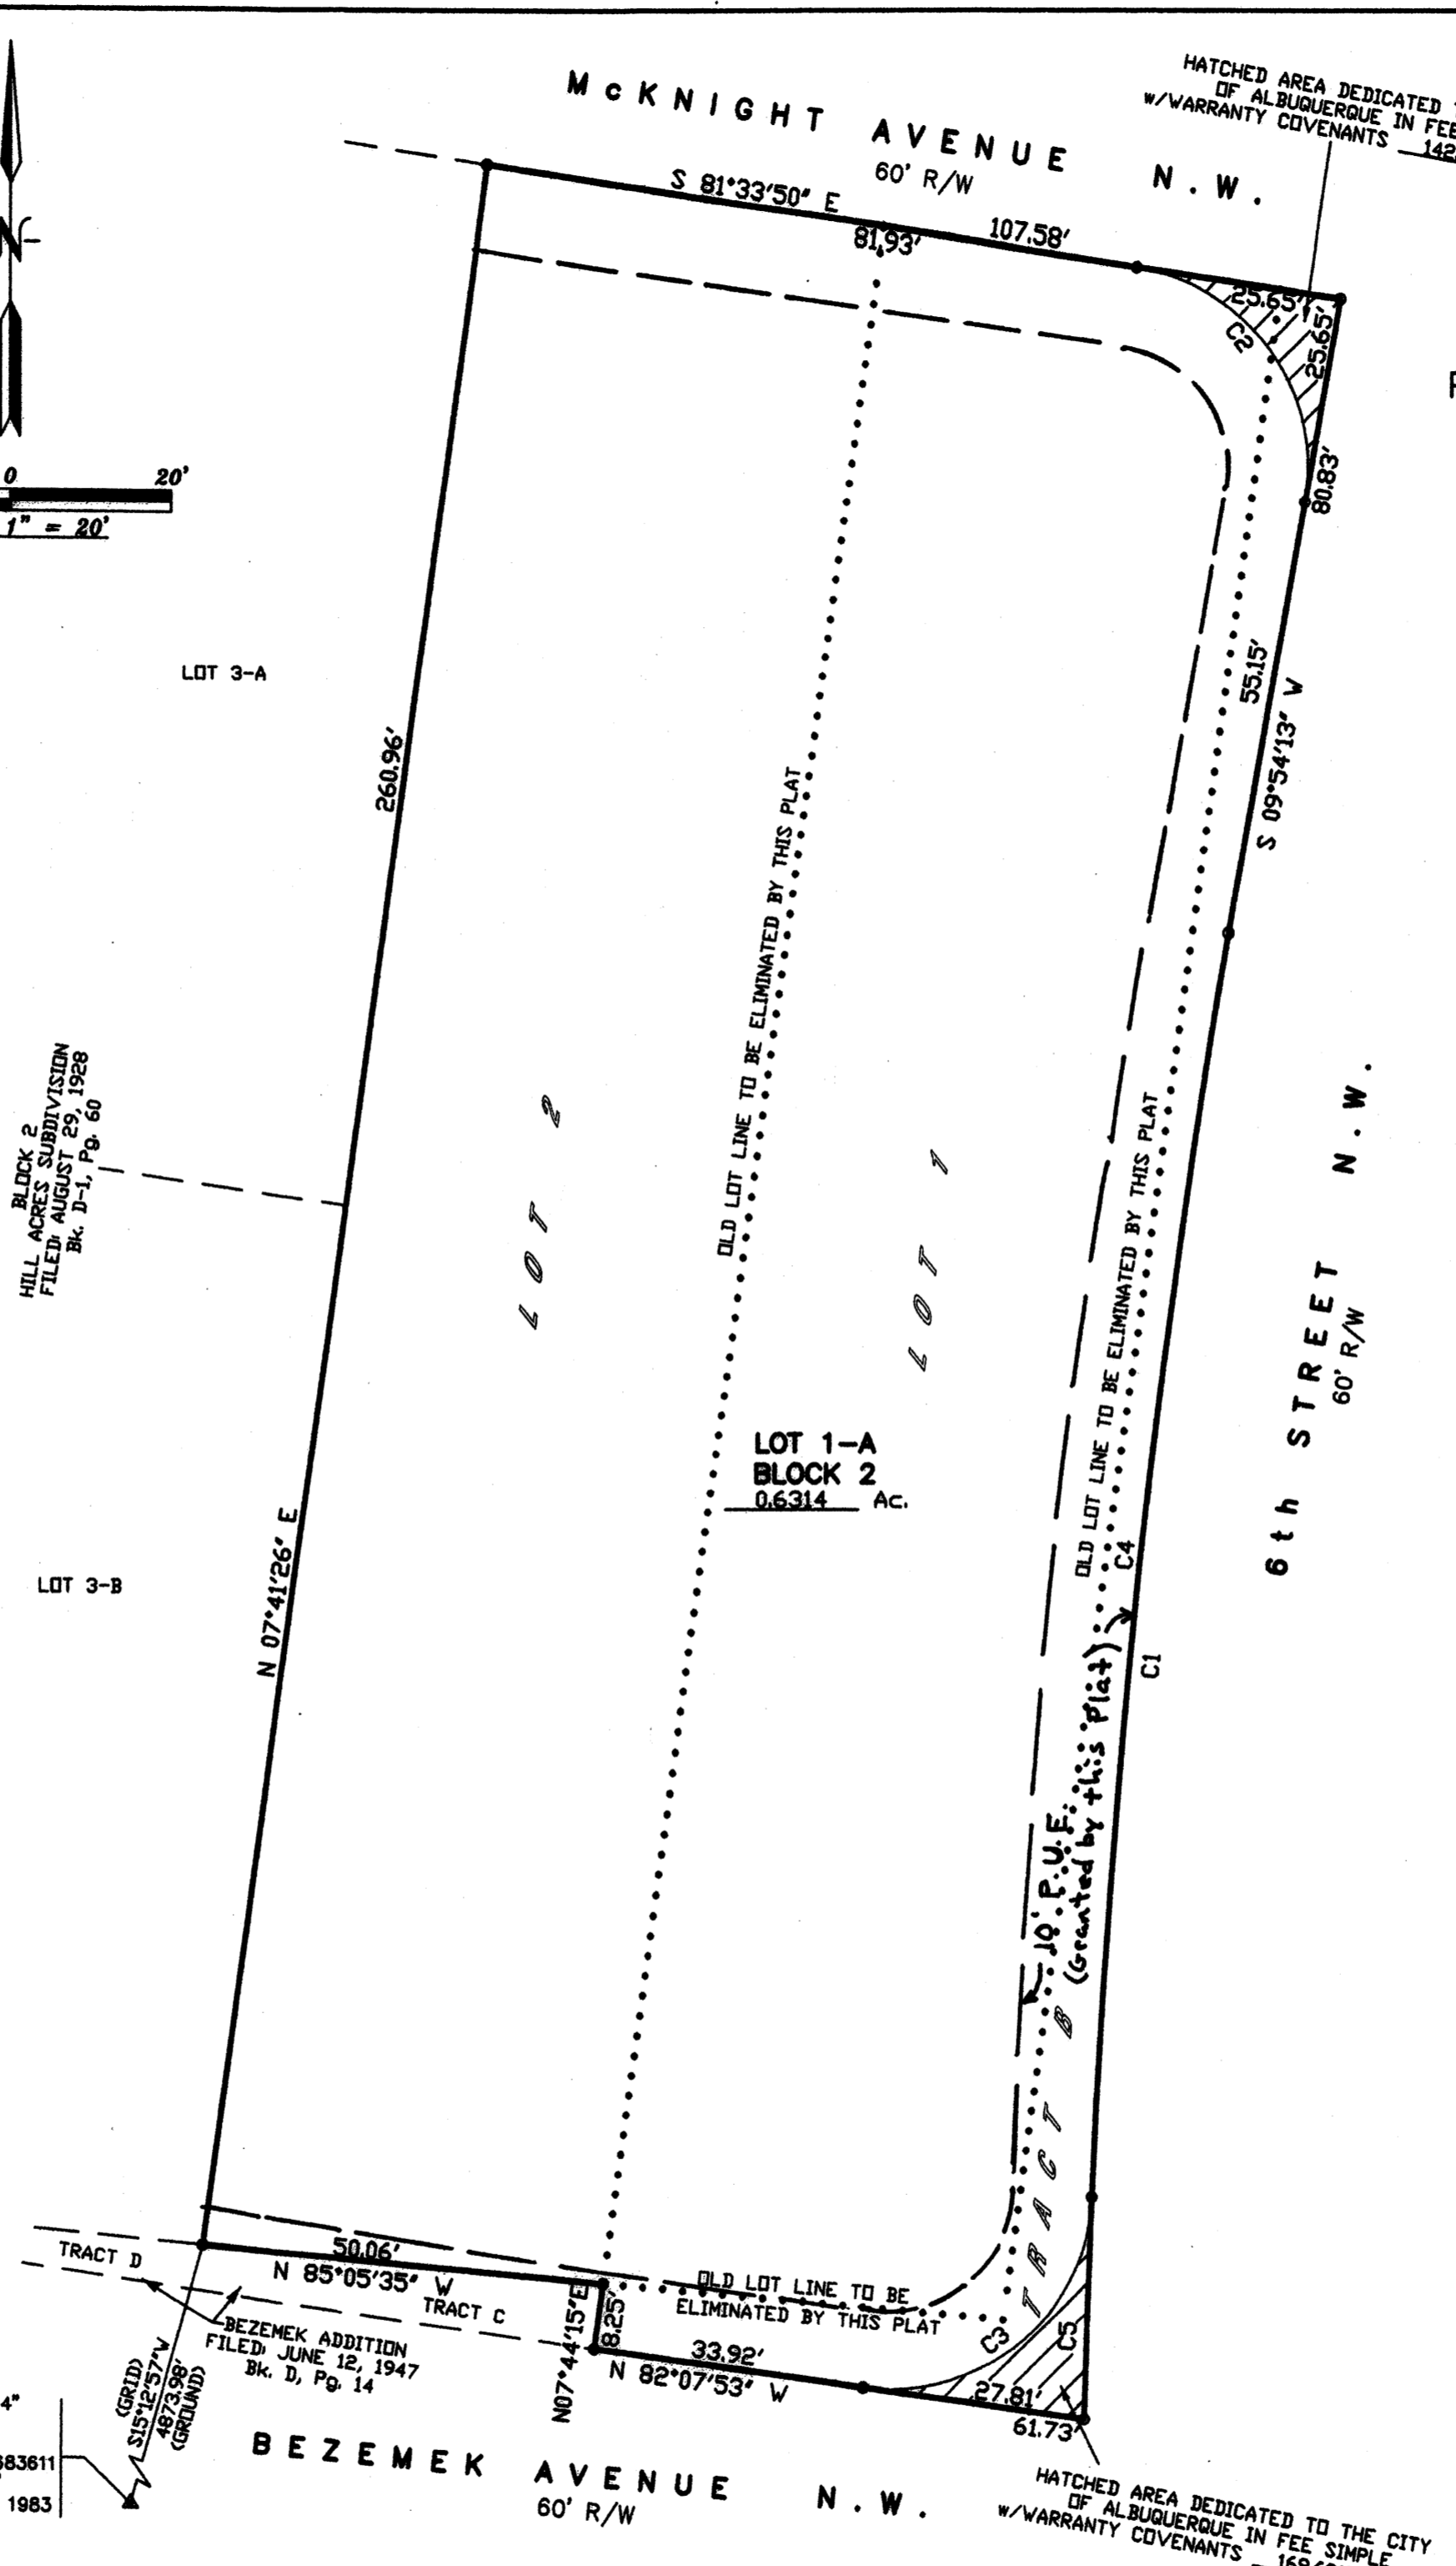 McKNIGHT AVENUE N.W.
60' R/W
HATCHED AREA DEDICATED
OF ALBUQUERQUE IN FEE
w/WARRANTY COVENANTS
S 81°33'50" E
81.93'
107.58'
25.65'
25.65'
C2
80.83'
N
0 20'
1" = 20'
LOT 3-A
260.96'
55.15'
S 09°54'13" W
OLD LOT LINE TO BE ELIMINATED BY THIS PLAT
BLOCK 2
HILL ACRES SUBDIVISION
FILED: AUGUST 29, 1928
Bk. D-1, Pg. 60
LOT 2
LOT 1
OLD LOT LINE TO BE ELIMINATED BY THIS PLAT
6th STREET N.W.
60' R/W
LOT 1-A
BLOCK 2
0.6314 Ac.
LOT 3-B
N 07°41'26" E
C4
C1
10' P.U.E.
(Granted by this Plat)
TRACT B
TRACT D
50.06'
N 85°05'35" W
TRACT C
OLD LOT LINE TO BE
ELIMINATED BY THIS PLAT
N07°44'15"E
8.25'
33.92'
N 82°07'53" W
C3
C5
27.81'
61.73'
BEZEMEK ADDITION
FILED: JUNE 12, 1947
Bk. D, Pg. 14
(GRID)
S15°12'57"W
4873.98'
(GROUND)
4"
683611
1983
BEZEMEK AVENUE N.W.
60' R/W
HATCHED AREA DEDICATED TO THE CITY
OF ALBUQUERQUE IN FEE SIMPLE
w/WARRANTY COVENANTS